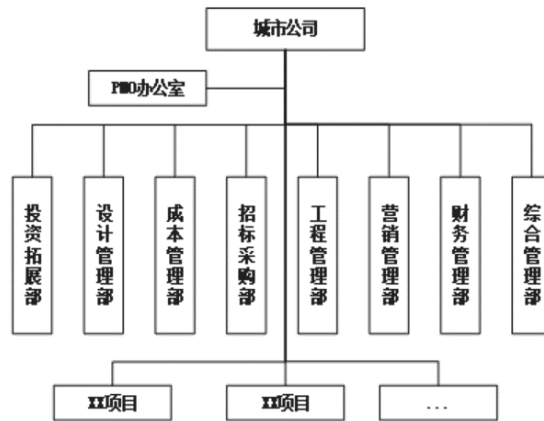 城市公司
PMO办公室
投资拓展部
设计管理部
成本管理部
招标采购部
工程管理部
营销管理部
财务管理部
综合管理部
XX项目
XX项目
...